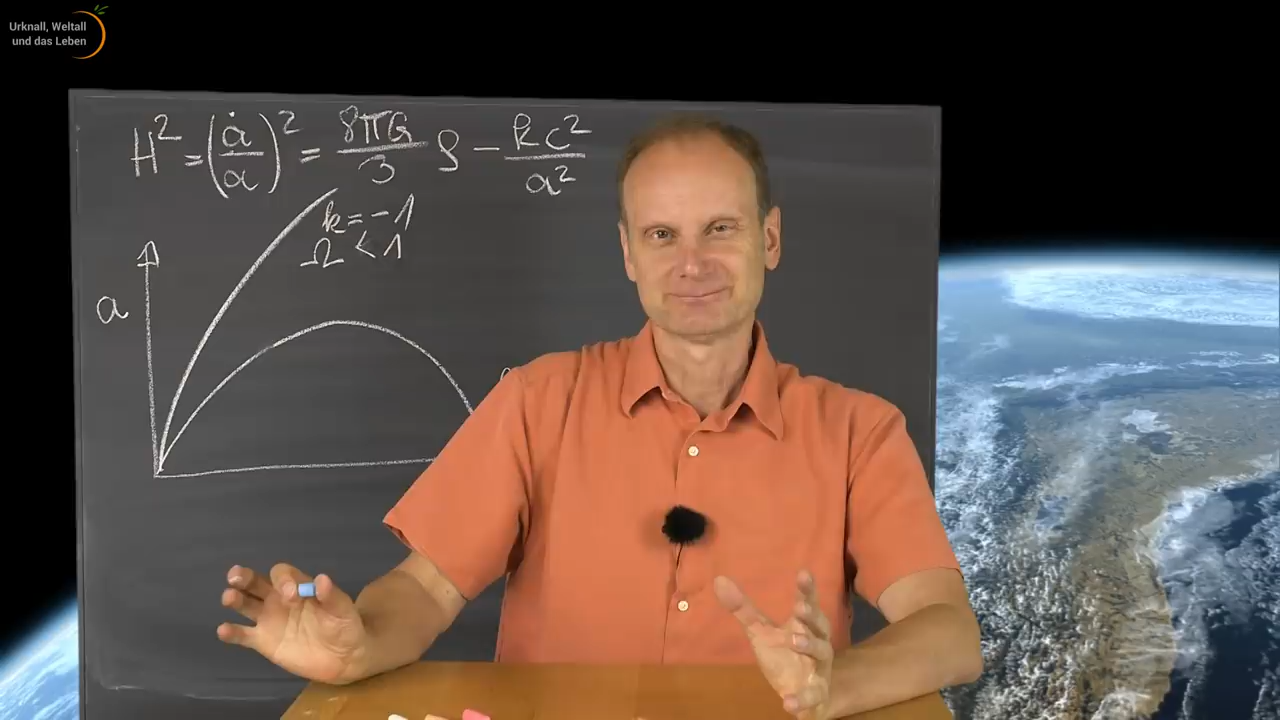 Urknall, Weltall
und das Leben
H² = (ȧ/a)² = 8πG/3 ρ - kc²/a²
k = -1
Ω < 1
a